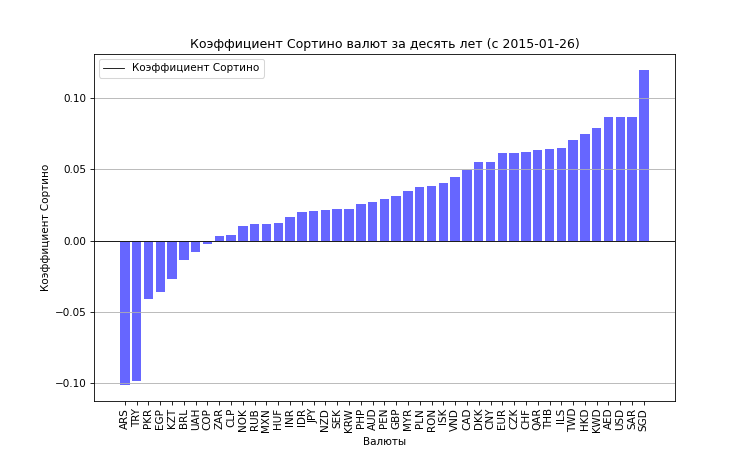 Коэффициент Сортино валют за десять лет (с 2015-01-26)
Коэффициент Сортино
Коэффициент Сортино
0.10
0.05
0.00
−0.05
−0.10
ARS TRY PKR EGP KZT BRL UAH COP ZAR CLP NOK RUB MXN HUF INR IDR JPY NZD SEK KRW PHP AUD PEN GBP MYR PLN RON ISK VND CAD DKK CNY EUR CZK CHF QAR THB ILS TWD HKD KWD AED USD SAR SGD
Валюты